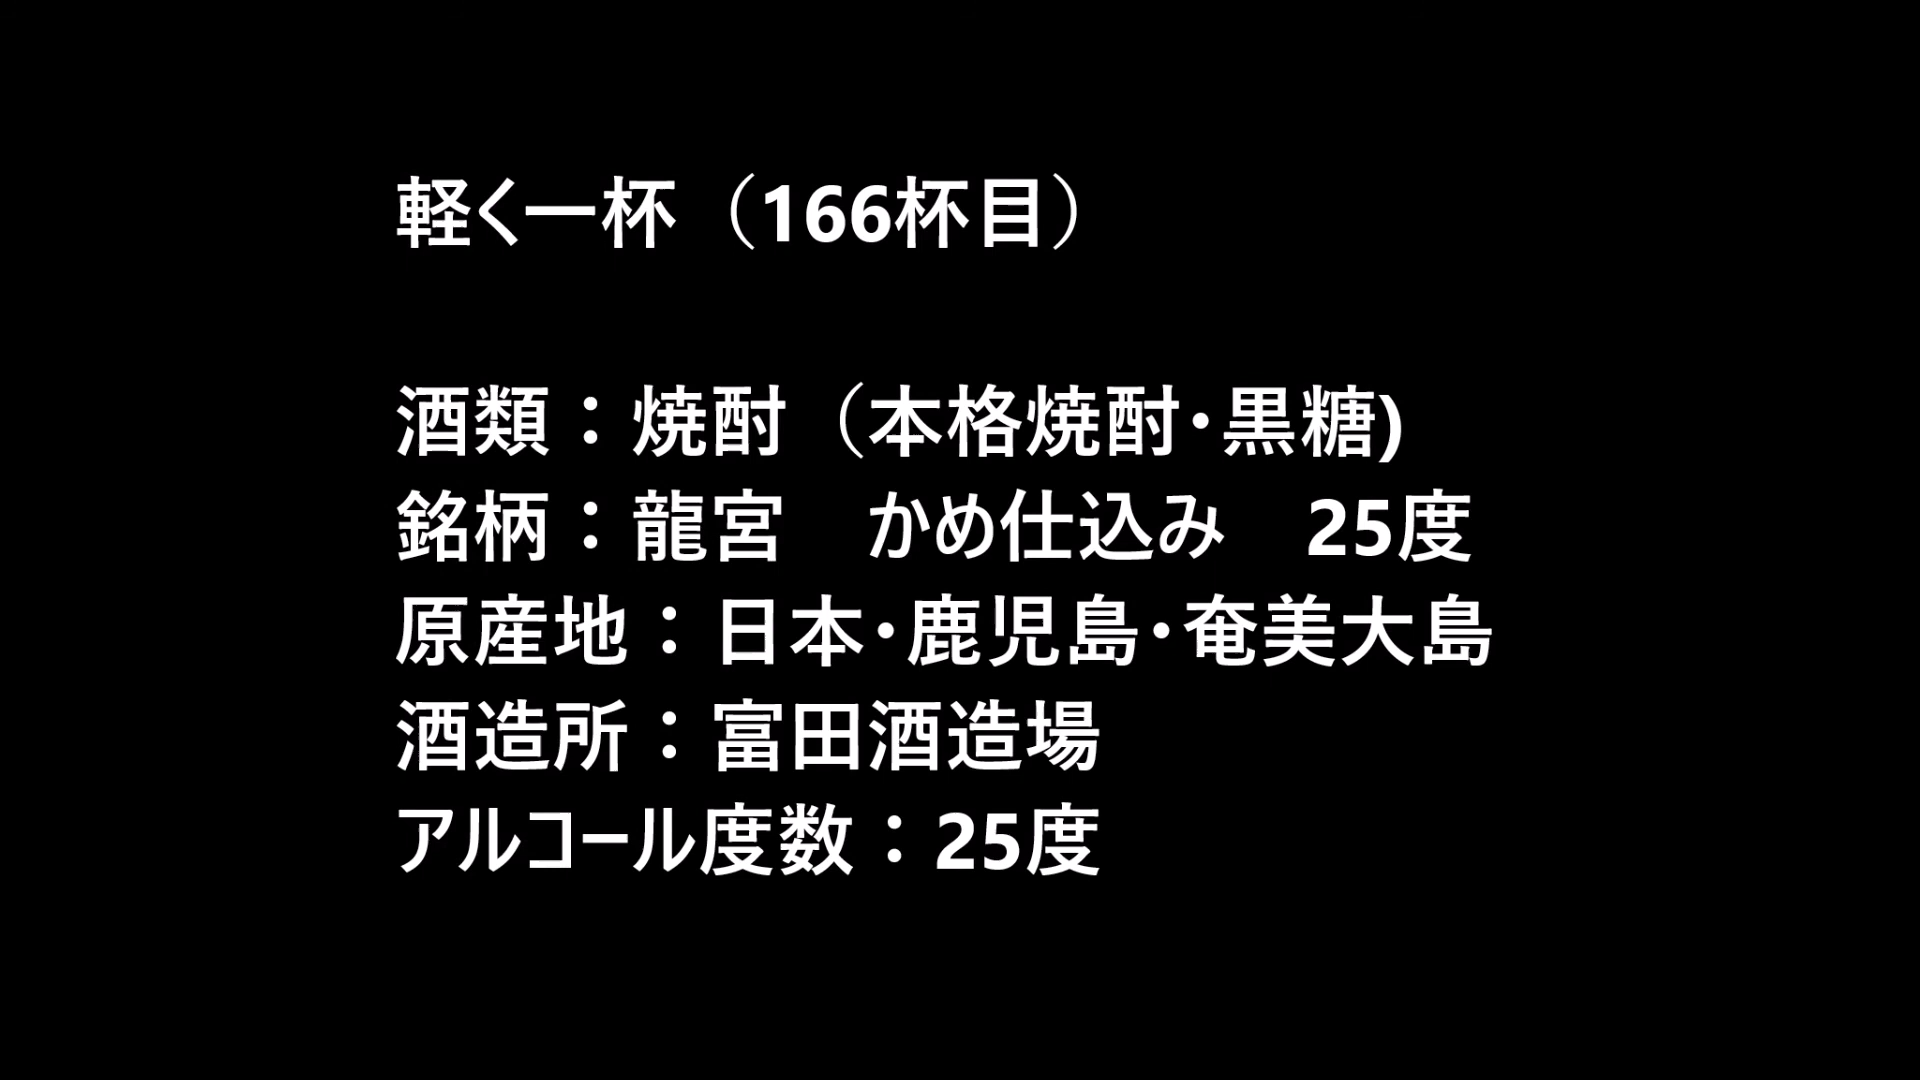 軽く一杯（166杯目）
酒類：焼酎（本格焼酎・黒糖)
銘柄：龍宮　かめ仕込み　25度
原産地：日本・鹿児島・奄美大島
酒造所：富田酒造場
アルコール度数：25度